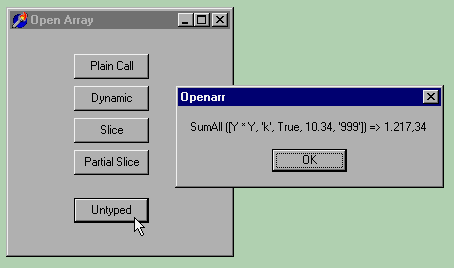 Open Array
Plain Call
Dynamic
Slice
Partial Slice
Untyped
Openarr
SumAll ([Y * Y, 'k', True, 10.34, '999']) => 1.217,34
OK